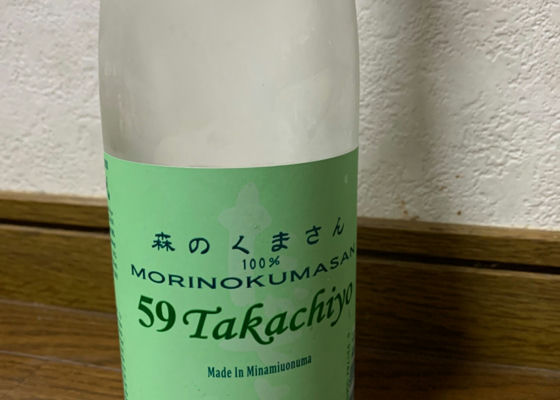 森のくまさん
100%
MORINOKUMASAN
59 Takachiyo
Made In Minamiuonuma